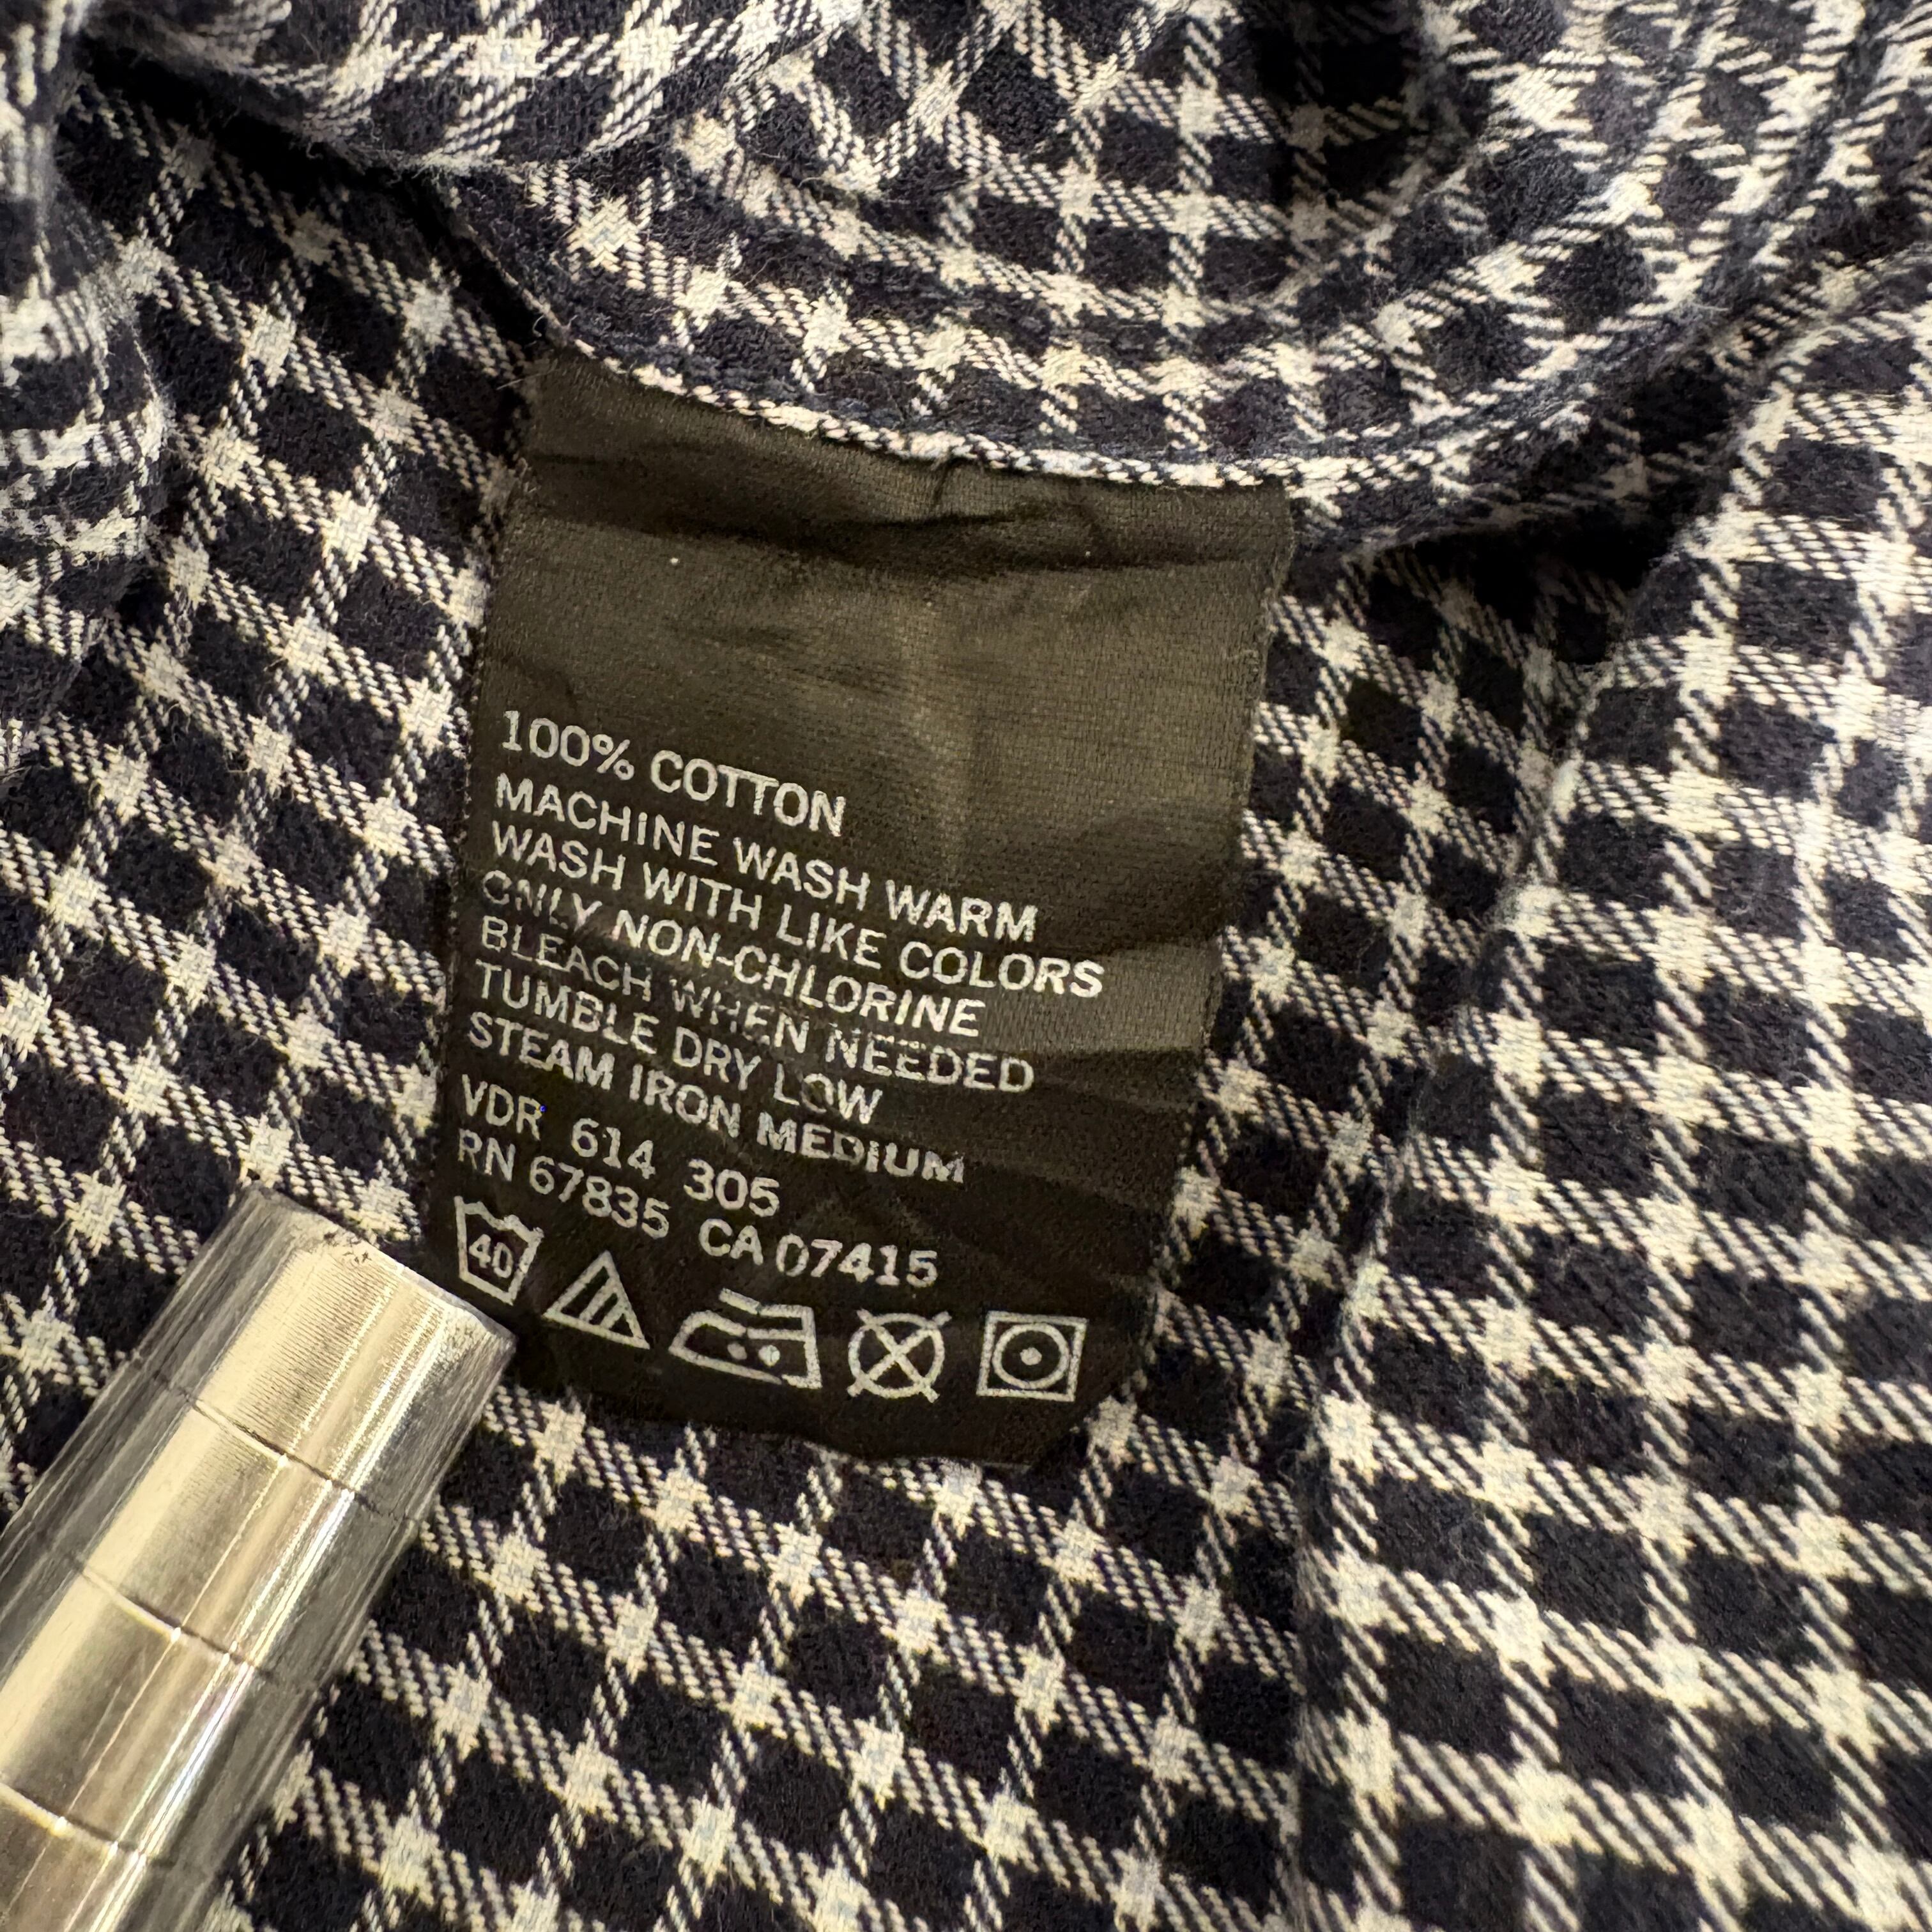 100% COTTON
MACHINE WASH WARM
WASH WITH LIKE COLORS
ONLY NON-CHLORINE
BLEACH WHEN NEEDED
TUMBLE DRY LOW
STEAM IRON MEDIUM
VDR 614 305
RN 67835 CA 07415
40